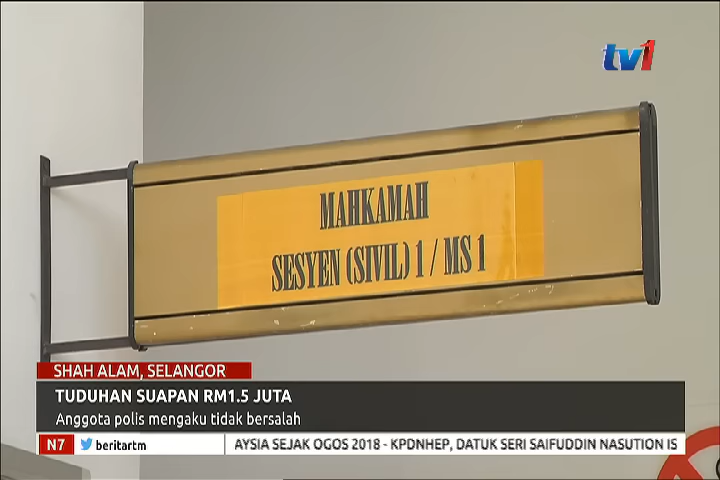 tv1
MAHKAMAH
SESYEN (SIVIL) 1 / MS 1
SHAH ALAM, SELANGOR
TUDUHAN SUAPAN RM1.5 JUTA
Anggota polis mengaku tidak bersalah
N7 beritartm AYSIA SEJAK OGOS 2018 - KPDNHEP, DATUK SERI SAIFUDDIN NASUTION IS